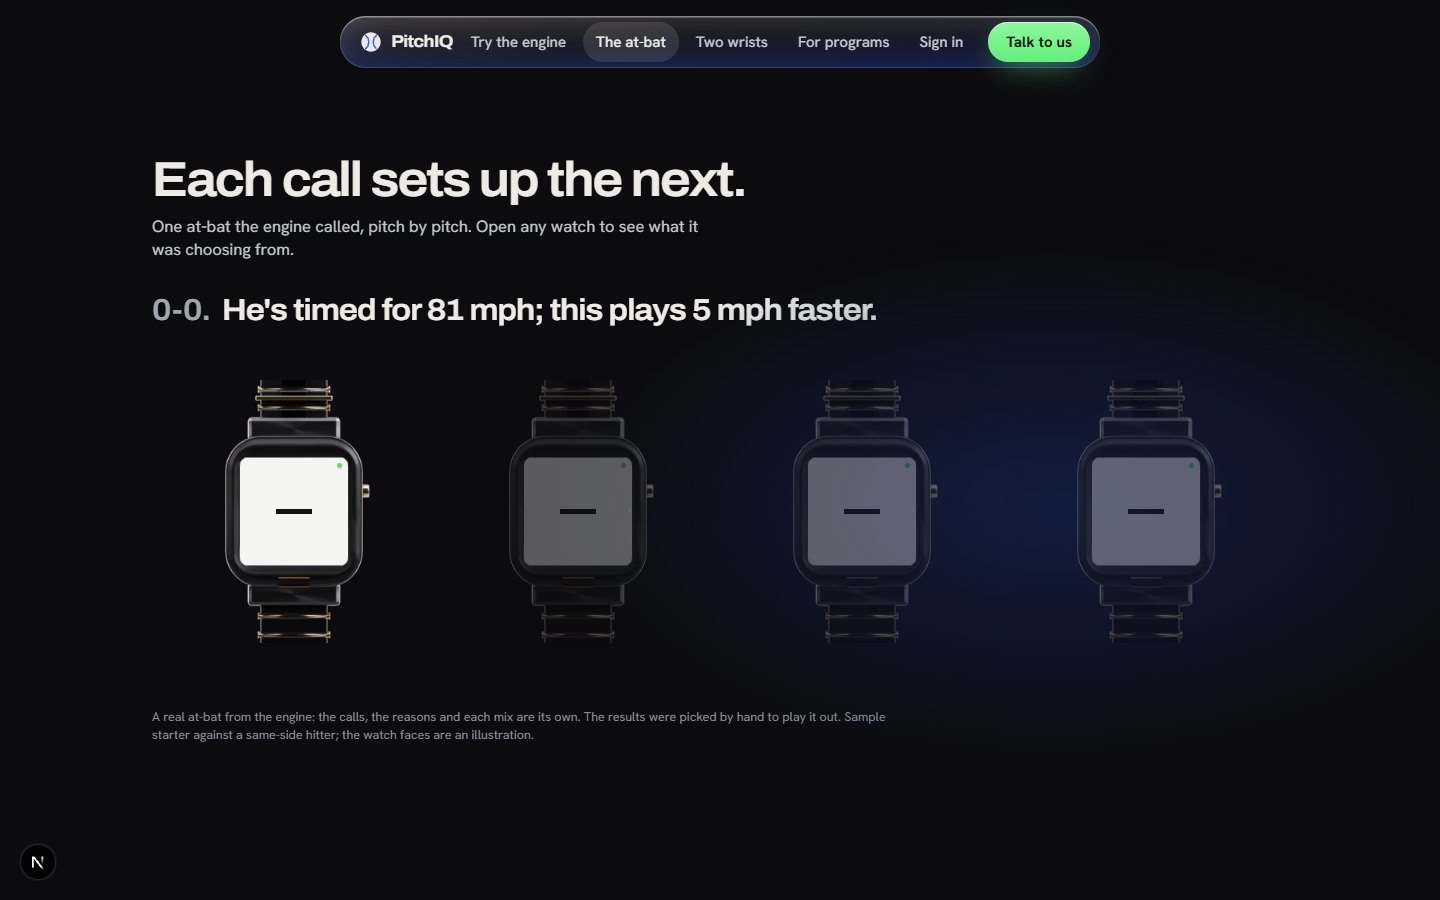 PitchIQ Try the engine The at-bat Two wrists For programs Sign in Talk to us
Each call sets up the next.
One at-bat the engine called, pitch by pitch. Open any watch to see what it
was choosing from.
0-0. He's timed for 81 mph; this plays 5 mph faster.
A real at-bat from the engine: the calls, the reasons and each mix are its own. The results were picked by hand to play it out. Sample
starter against a same-side hitter; the watch faces are an illustration.
N